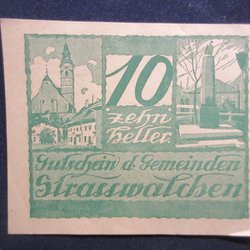 10
zehn
Heller
Gutschein d. Gemeinden
Strasswalchen